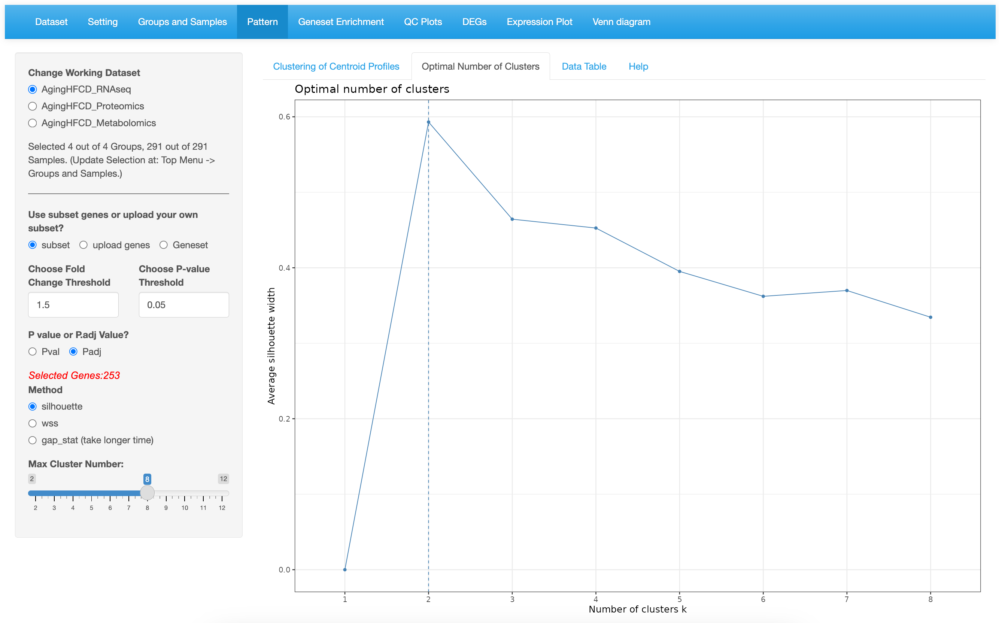 Dataset Setting Groups and Samples Pattern Geneset Enrichment QC Plots DEGs Expression Plot Venn diagram
Change Working Dataset
AgingHFCD_RNAseq
AgingHFCD_Proteomics
AgingHFCD_Metabolomics
Selected 4 out of 4 Groups, 291 out of 291
Samples. (Update Selection at: Top Menu ->
Groups and Samples.)
Use subset genes or upload your own
subset?
subset upload genes Geneset
Choose Fold
Change Threshold
1.5
Choose P-value
Threshold
0.05
P value or P.adj Value?
Pval Padj
Selected Genes:253
Method
silhouette
wss
gap_stat (take longer time)
Max Cluster Number:
2 8 12
2 3 4 5 6 7 8 9 10 11 12
Clustering of Centroid Profiles Optimal Number of Clusters Data Table Help
Optimal number of clusters
Average silhouette width
0.6
0.4
0.2
0.0
1 2 3 4 5 6 7 8
Number of clusters k